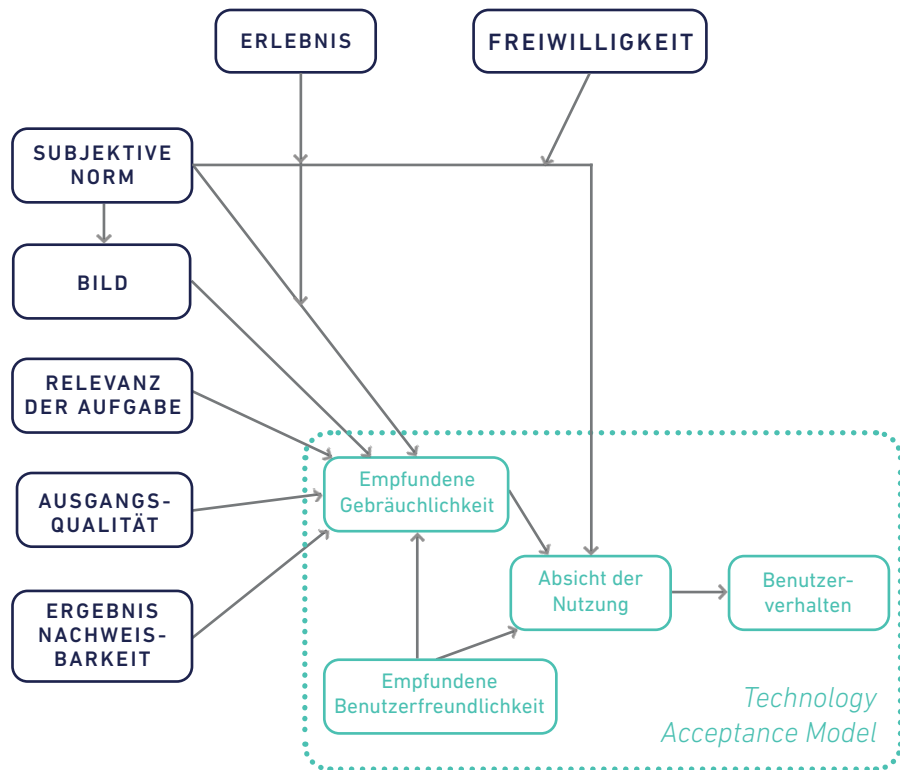 ERLEBNIS
FREIWILLIGKEIT
SUBJEKTIVE
NORM
BILD
RELEVANZ
DER AUFGABE
AUSGANGS-
QUALITÄT
ERGEBNIS
NACHWEIS-
BARKEIT
Empfundene
Gebräuchlichkeit
Absicht der
Nutzung
Benutzer-
verhalten
Empfundene
Benutzerfreundlichkeit
Technology
Acceptance Model